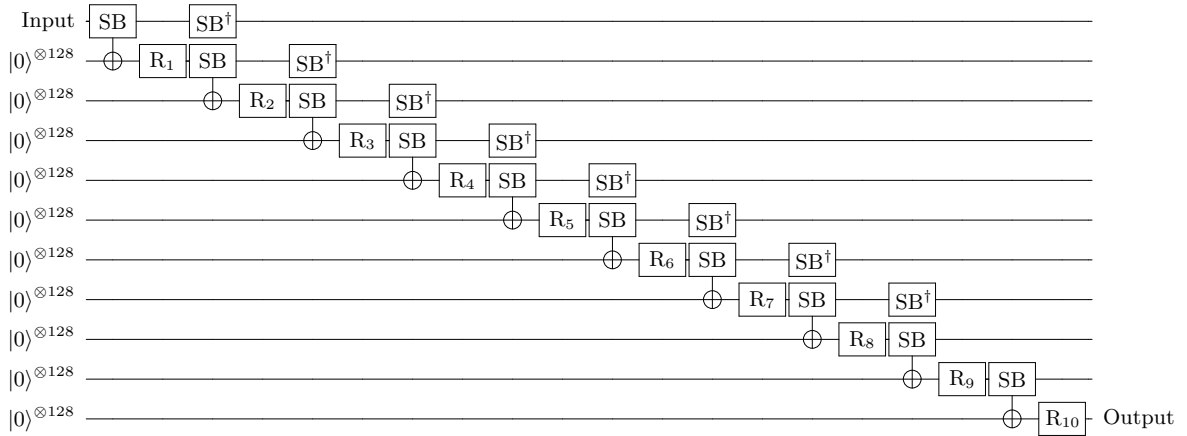 Input SB SB†
|0⟩⊗128 R₁ SB SB†
|0⟩⊗128 R₂ SB SB†
|0⟩⊗128 R₃ SB SB†
|0⟩⊗128 R₄ SB SB†
|0⟩⊗128 R₅ SB SB†
|0⟩⊗128 R₆ SB SB†
|0⟩⊗128 R₇ SB SB†
|0⟩⊗128 R₈ SB
|0⟩⊗128 R₉ SB
|0⟩⊗128 R₁₀ Output